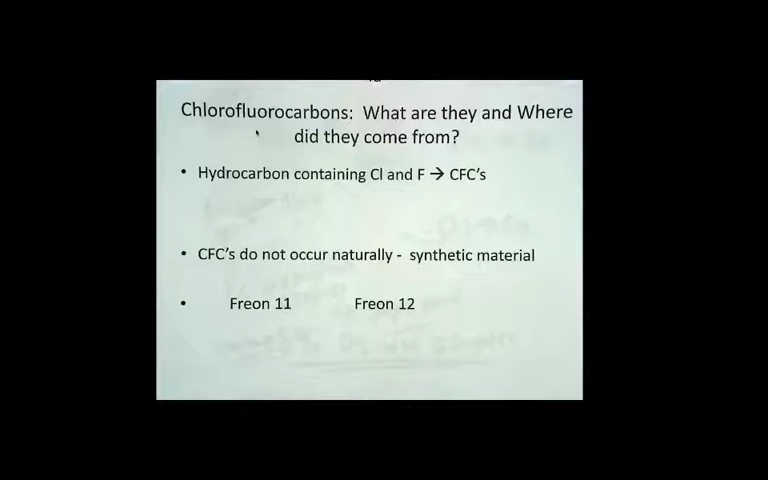 Chlorofluorocarbons: What are they and Where
did they come from?
• Hydrocarbon containing Cl and F → CFC's
• CFC's do not occur naturally - synthetic material
• Freon 11 Freon 12